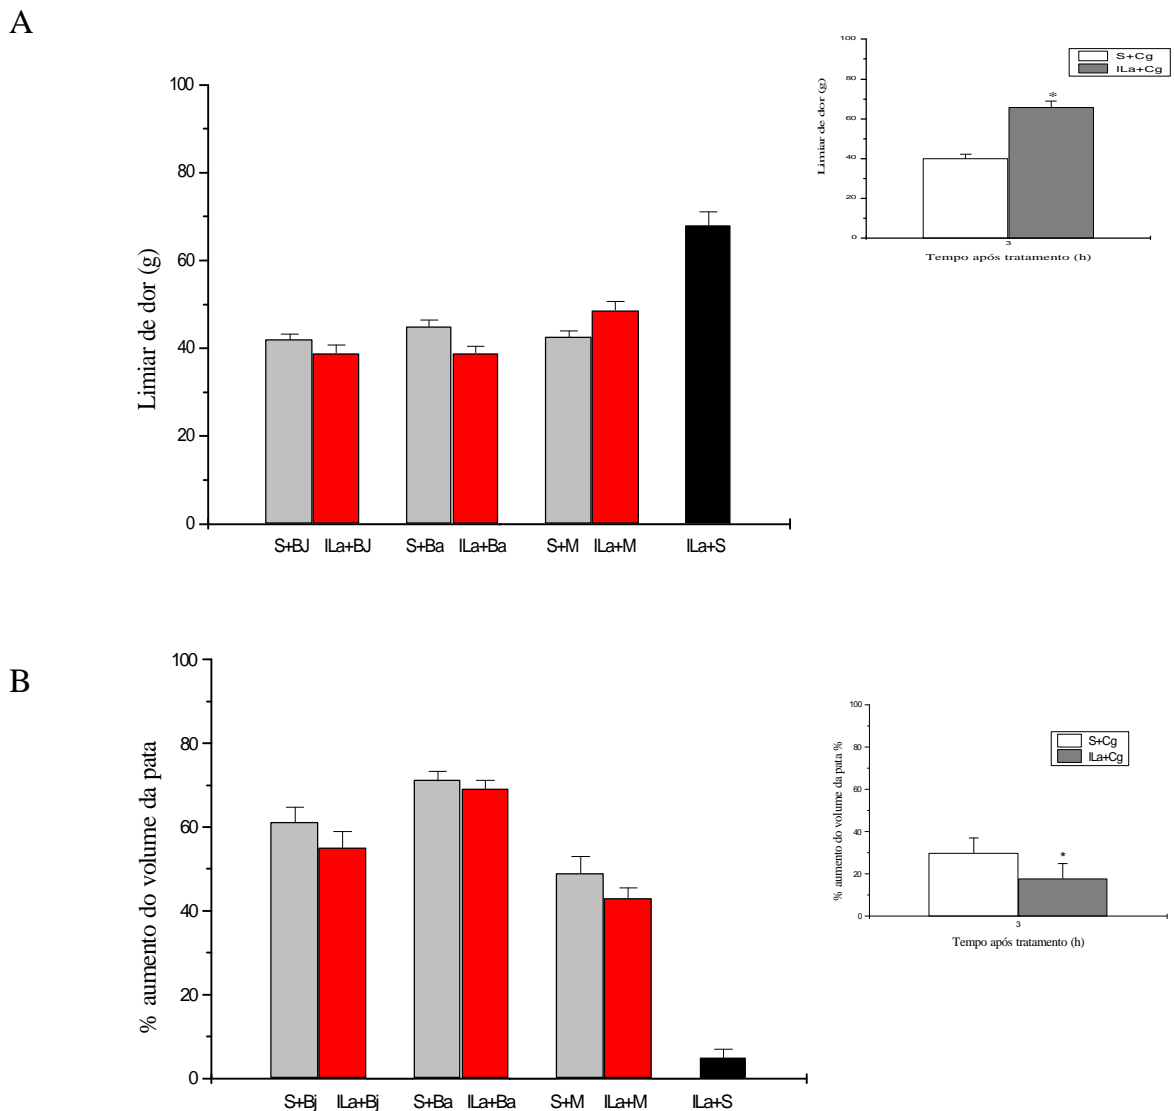 A
100
80
60
40
20
0
Limiar de dor (g)
S+BJ ILa+BJ S+Ba ILa+Ba S+M ILa+M ILa+S
100
80
60
40
20
0
Limiar de dor (g)
S+Cg
ILa+Cg
*
3
Tempo após tratamento (h)
B
100
80
60
40
20
0
% aumento do volume da pata
S+Bj ILa+Bj S+Ba ILa+Ba S+M ILa+M ILa+S
100
80
60
40
20
0
% aumento do volume da pata %
S+Cg
ILa+Cg
*
3
Tempo após tratamento (h)